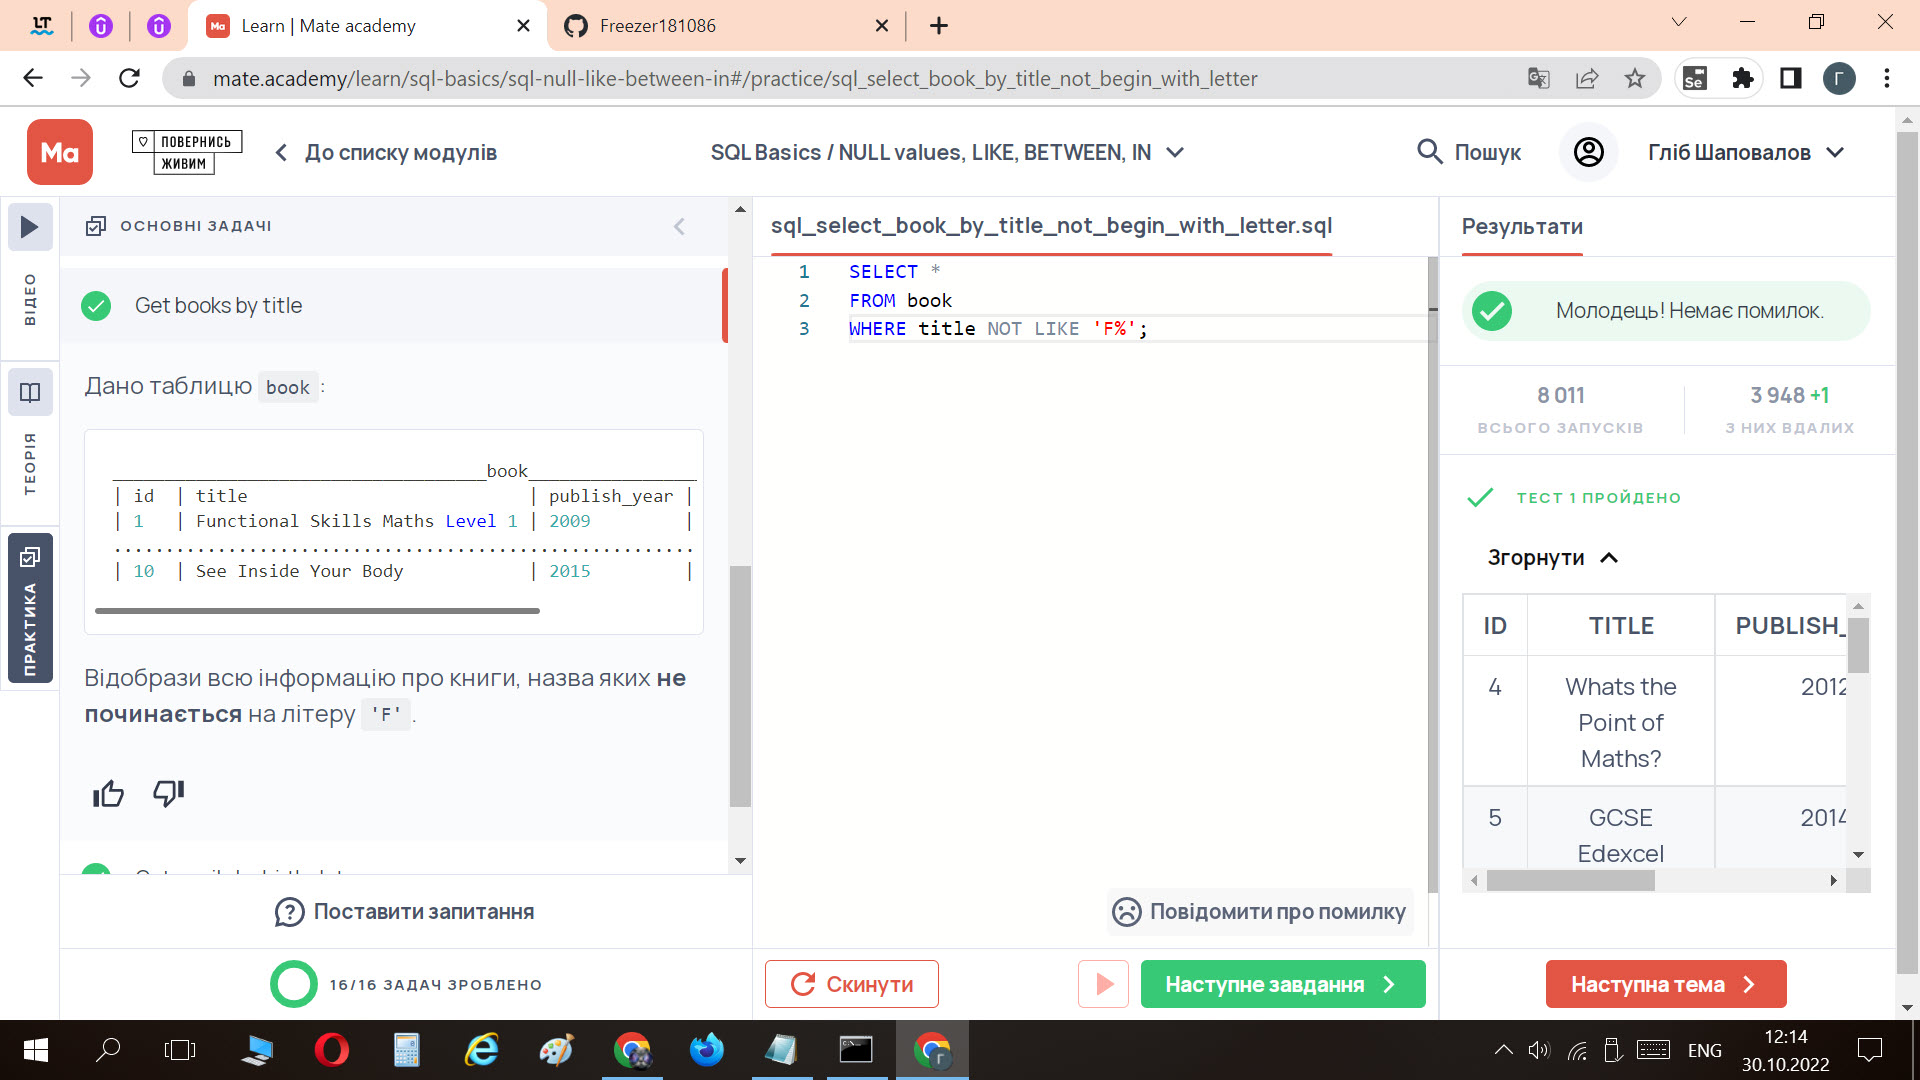 Learn | Mate academy
Freezer181086
mate.academy/learn/sql-basics/sql-null-like-between-in#/practice/sql_select_book_by_title_not_begin_with_letter
Se
Г
Ma
ПОВЕРНИСЬ
ЖИВИМ
До списку модулів
SQL Basics / NULL values, LIKE, BETWEEN, IN
Пошук
Гліб Шаповалов
ВІДЕО
ТЕОРІЯ
ПРАКТИКА
ОСНОВНІ ЗАДАЧІ
Get books by title
Дано таблицю book :
book
| id | title | publish_year |
| 1 | Functional Skills Maths Level 1 | 2009 |
........................................................
| 10 | See Inside Your Body | 2015 |
Відобрази всю інформацію про книги, назва яких не
починається на літеру 'F' .
Поставити запитання
16/16 ЗАДАЧ ЗРОБЛЕНО
sql_select_book_by_title_not_begin_with_letter.sql
1 SELECT *
2 FROM book
3 WHERE title NOT LIKE 'F%';
Повідомити про помилку
Скинути
Наступне завдання
Результати
Молодець! Немає помилок.
8 011
ВСЬОГО ЗАПУСКІВ
3 948 +1
З НИХ ВДАЛИХ
ТЕСТ 1 ПРОЙДЕНО
Згорнути
ID TITLE PUBLISH_
4 Whats the Point of Maths? 2012
5 GCSE Edexcel 2014
Наступна тема
ENG
12:14
30.10.2022